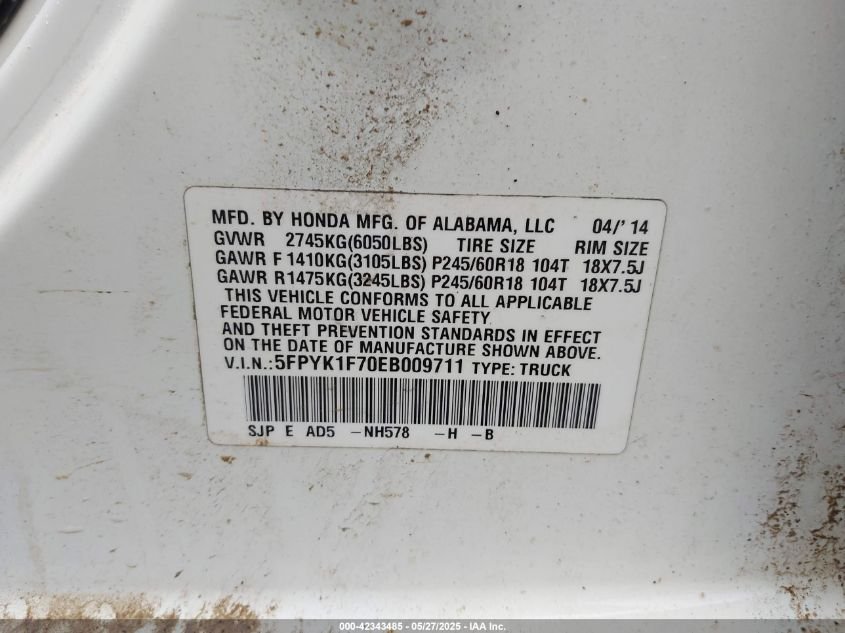 MFD. BY HONDA MFG. OF ALABAMA, LLC 04/'14
GVWR 2745KG(6050LBS) TIRE SIZE RIM SIZE
GAWR F 1410KG(3105LBS) P245/60R18 104T 18X7.5J
GAWR R1475KG(3245LBS) P245/60R18 104T 18X7.5J
THIS VEHICLE CONFORMS TO ALL APPLICABLE
FEDERAL MOTOR VEHICLE SAFETY
AND THEFT PREVENTION STANDARDS IN EFFECT
ON THE DATE OF MANUFACTURE SHOWN ABOVE.
V.I.N.:5FPYK1F70EB009711 TYPE: TRUCK
SJP E AD5 -NH578 -H -B
000-42343485 - 05/27/2025 - IAA Inc.